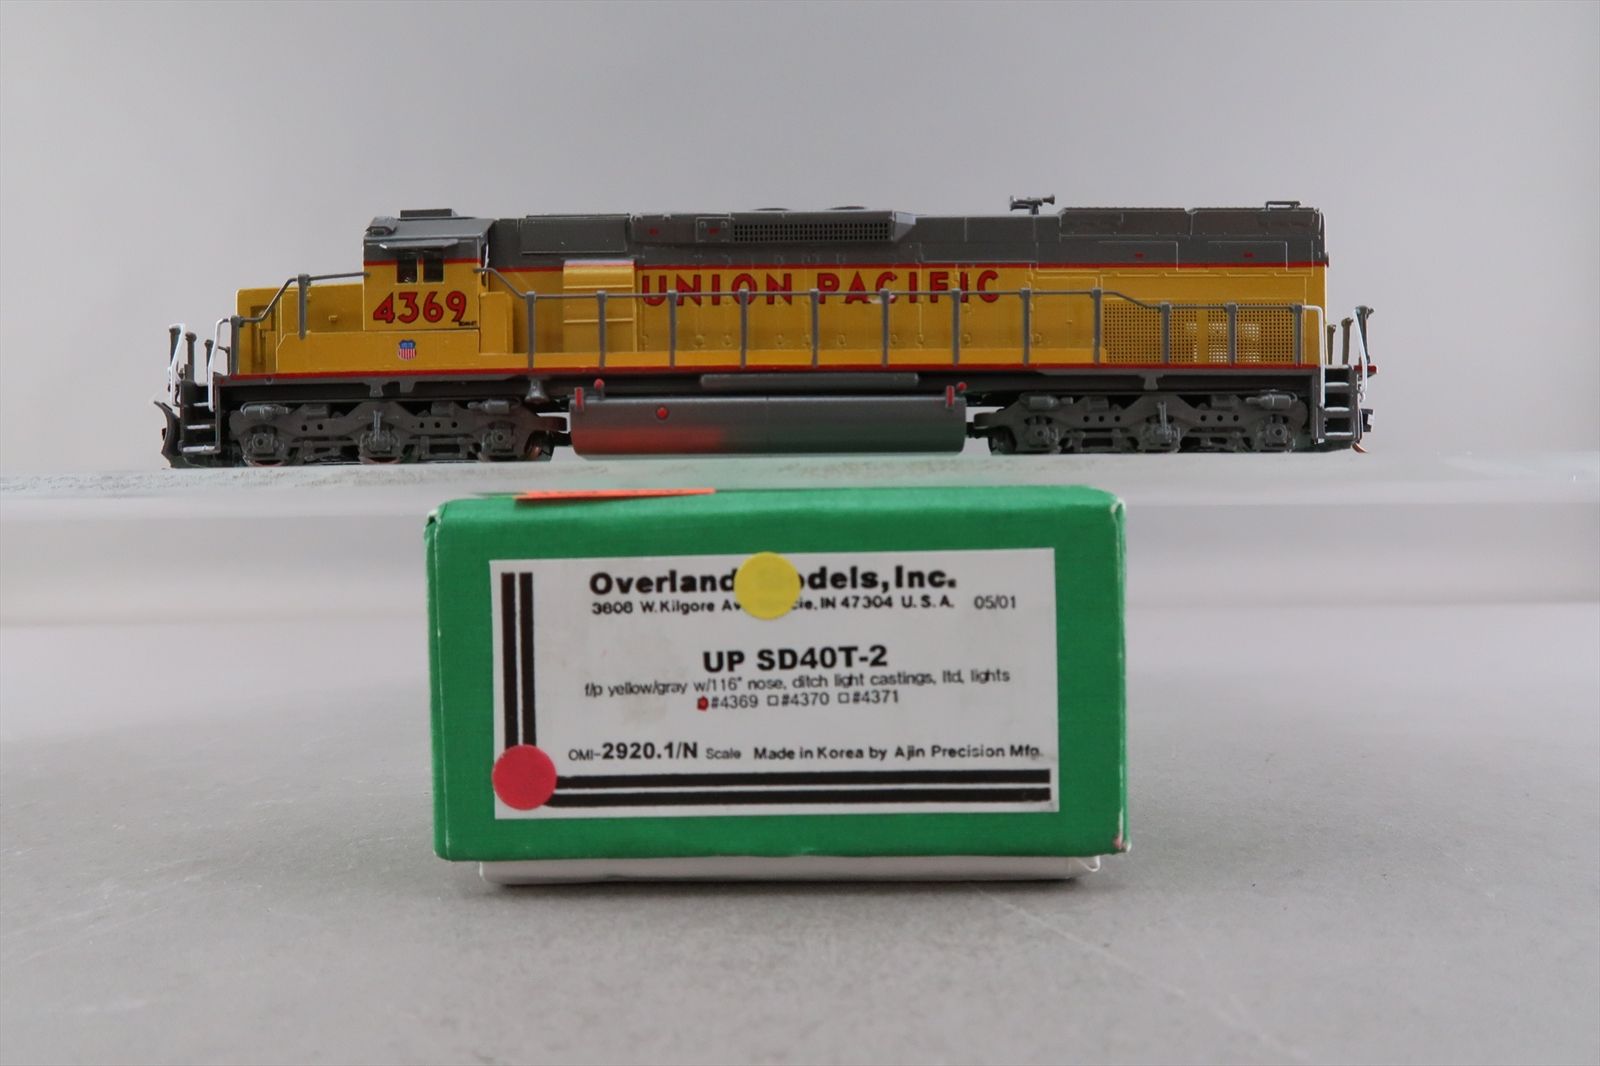 4369
UNION PACIFIC
Overland odels, Inc.
3808 W. Kilgore Av cie, IN 47304 U.S.A. 05/01
UP SD40T-2
f/p yellow/gray w/116" nose, ditch light castings, ltd, lights
#4369 □#4370 □#4371
OMI-2920.1/N Scale Made in Korea by Ajin Precision Mfg.